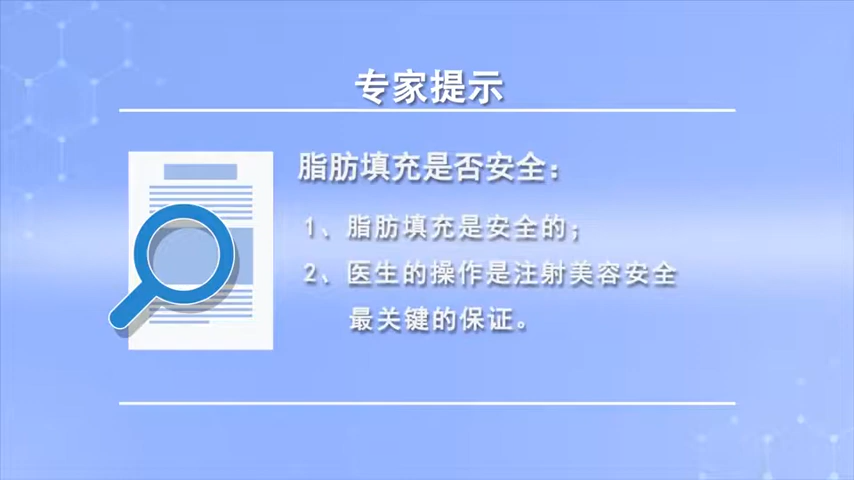 专家提示
脂肪填充是否安全：
1、脂肪填充是安全的；
2、医生的操作是注射美容安全
最关键的保证。